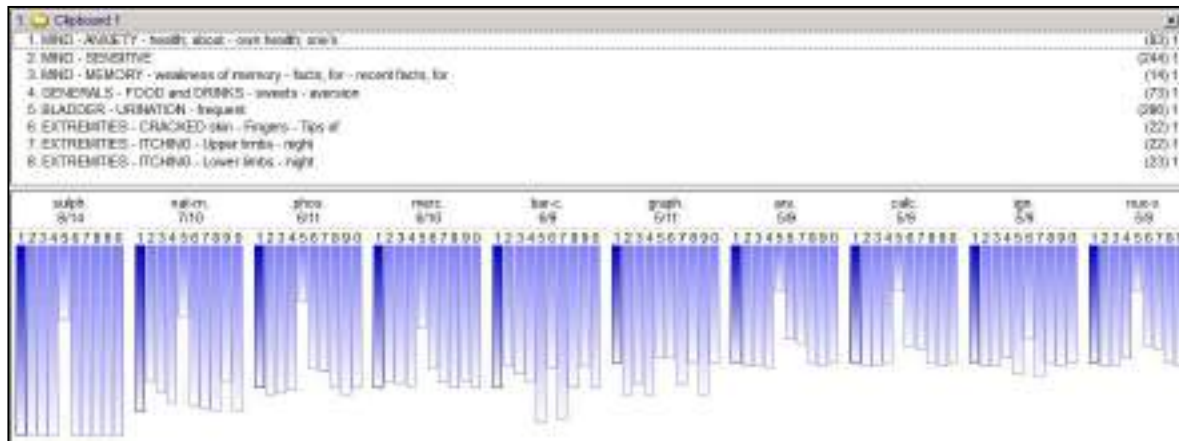 1. Clipboard 1
1. MIND - ANXIETY - health; about - own health; one's (83) 1
2. MIND - SENSITIVE (244) 1
3. MIND - MEMORY - weakness of memory - facts, for - recent facts, for (14) 1
4. GENERALS - FOOD and DRINKS - sweets - aversion (73) 1
5. BLADDER - URINATION - frequent
6. EXTREMITIES - CRACKED skin - Fingers - Tips of (22) 1
7. EXTREMITIES - ITCHING - Upper limbs - night (22) 1
8. EXTREMITIES - ITCHING - Lower limbs - night (23) 1
sulph. nat-m. phos. merc. bar-c. graph. ars. calc. ign. nux-v.
7/10 6/11 6/10 6/9 5/11 5/9 5/9 5/9 5/9